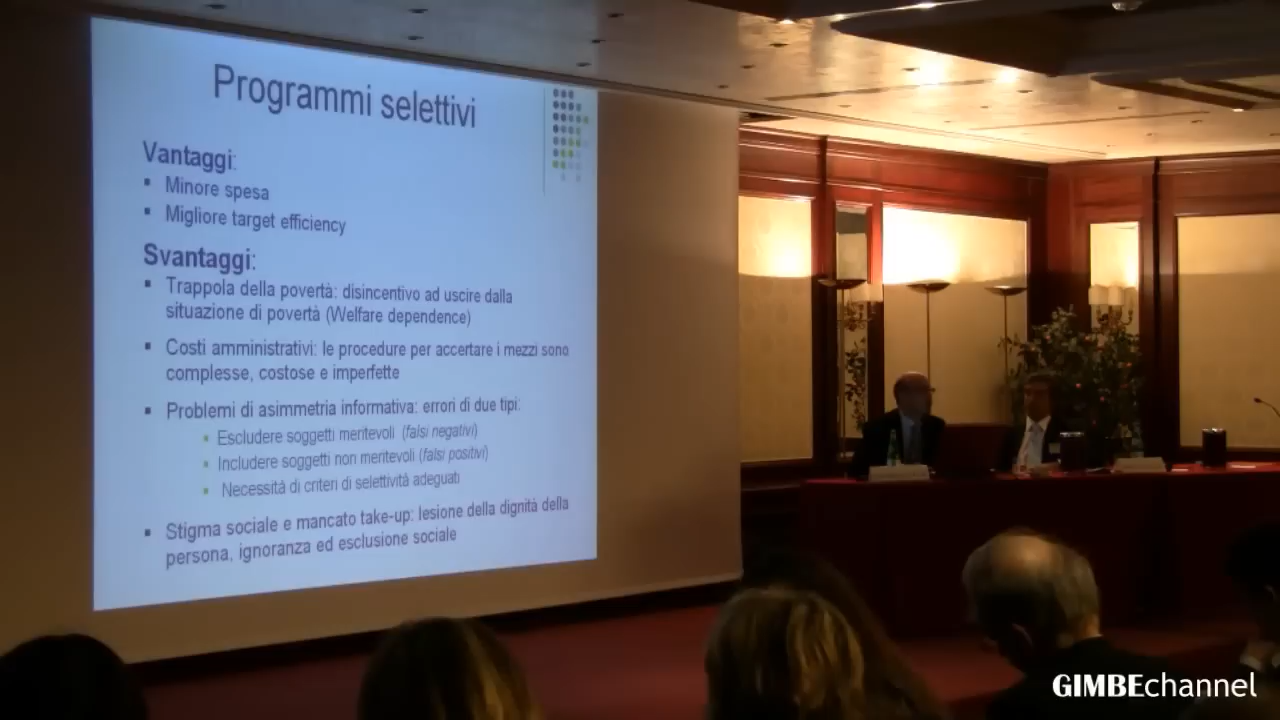 Programmi selettivi
Vantaggi:
Minore spesa
Migliore target efficiency
Svantaggi:
Trappola della povertà: disincentivo ad uscire dalla
situazione di povertà (Welfare dependence)
Costi amministrativi: le procedure per accertare i mezzi sono
complesse, costose e imperfette
Problemi di asimmetria informativa: errori di due tipi:
Escludere soggetti meritevoli (falsi negativi)
Includere soggetti non meritevoli (falsi positivi)
Necessità di criteri di selettività adeguati
Stigma sociale e mancato take-up: lesione della dignità della
persona, ignoranza ed esclusione sociale
GIMBEchannel